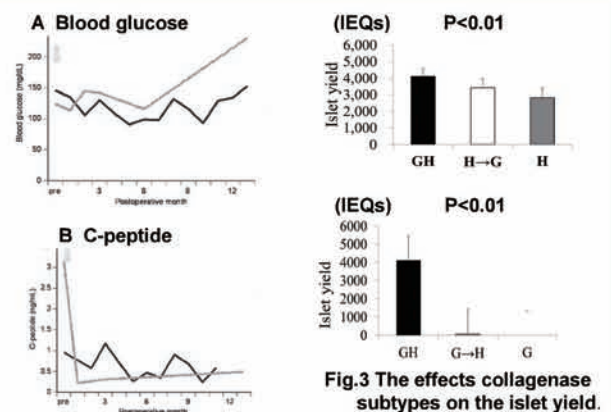 A Blood glucose
Blood glucose (mg/dL)
200
150
100
50
0
pre
3
6
9
12
Postoperative month
B C-peptide
C-peptide (ng/mL)
3
2.5
2
1.5
1
0.5
0
pre
3
6
9
12
Postoperative month
(IEQs) P<0.01
Islet yield
6,000
5,000
4,000
3,000
2,000
1,000
0
GH H→G H
(IEQs) P<0.01
Islet yield
6000
5000
4000
3000
2000
1000
0
GH G→H G
Fig.3 The effects collagenase
subtypes on the islet yield.